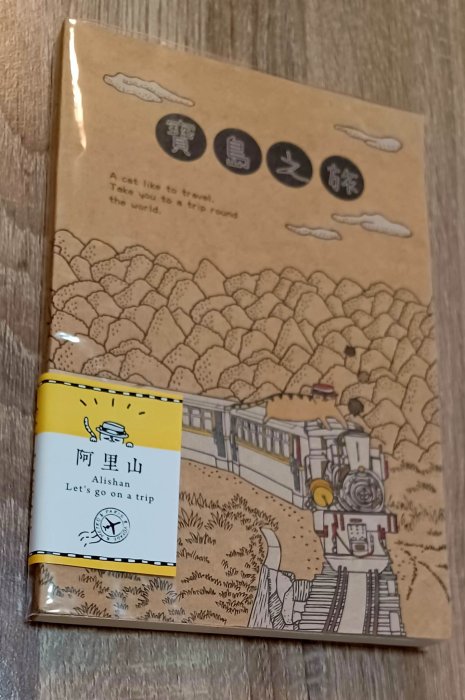 寶島之旅
A cat like to travel,
Take you to a trip round
the world.
阿里山
Alishan
Let's go on a trip